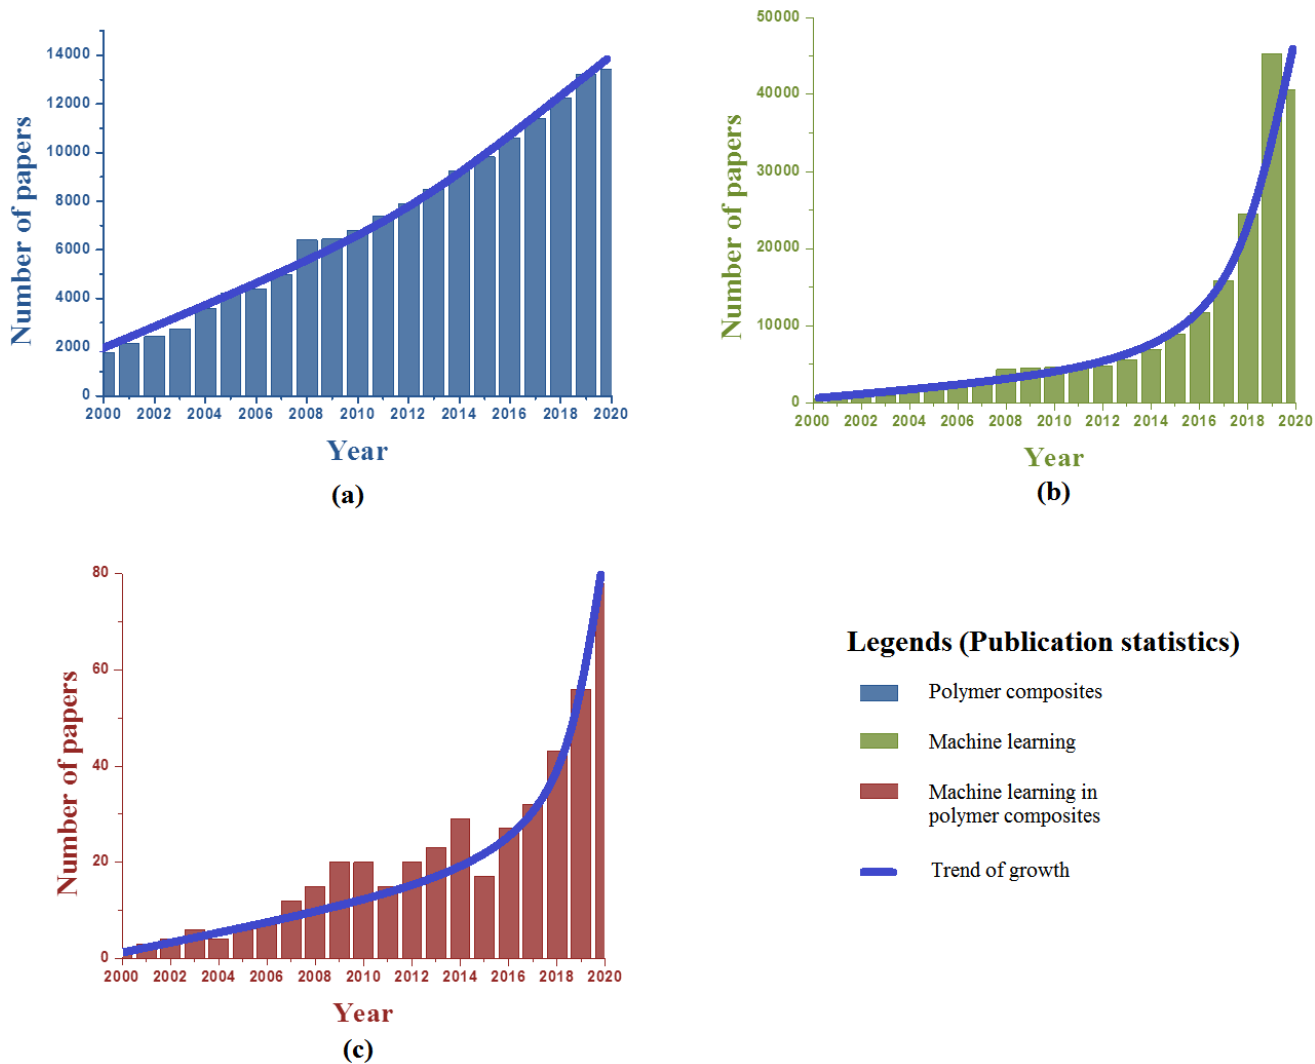 14000
12000
10000
8000
6000
4000
2000
0
2000 2002 2004 2006 2008 2010 2012 2014 2016 2018 2020
Number of papers
Year
(a)
50000
40000
30000
20000
10000
0
2000 2002 2004 2006 2008 2010 2012 2014 2016 2018 2020
Number of papers
Year
(b)
80
60
40
20
0
2000 2002 2004 2006 2008 2010 2012 2014 2016 2018 2020
Number of papers
Year
(c)
Legends (Publication statistics)
Polymer composites
Machine learning
Machine learning in
polymer composites
Trend of growth